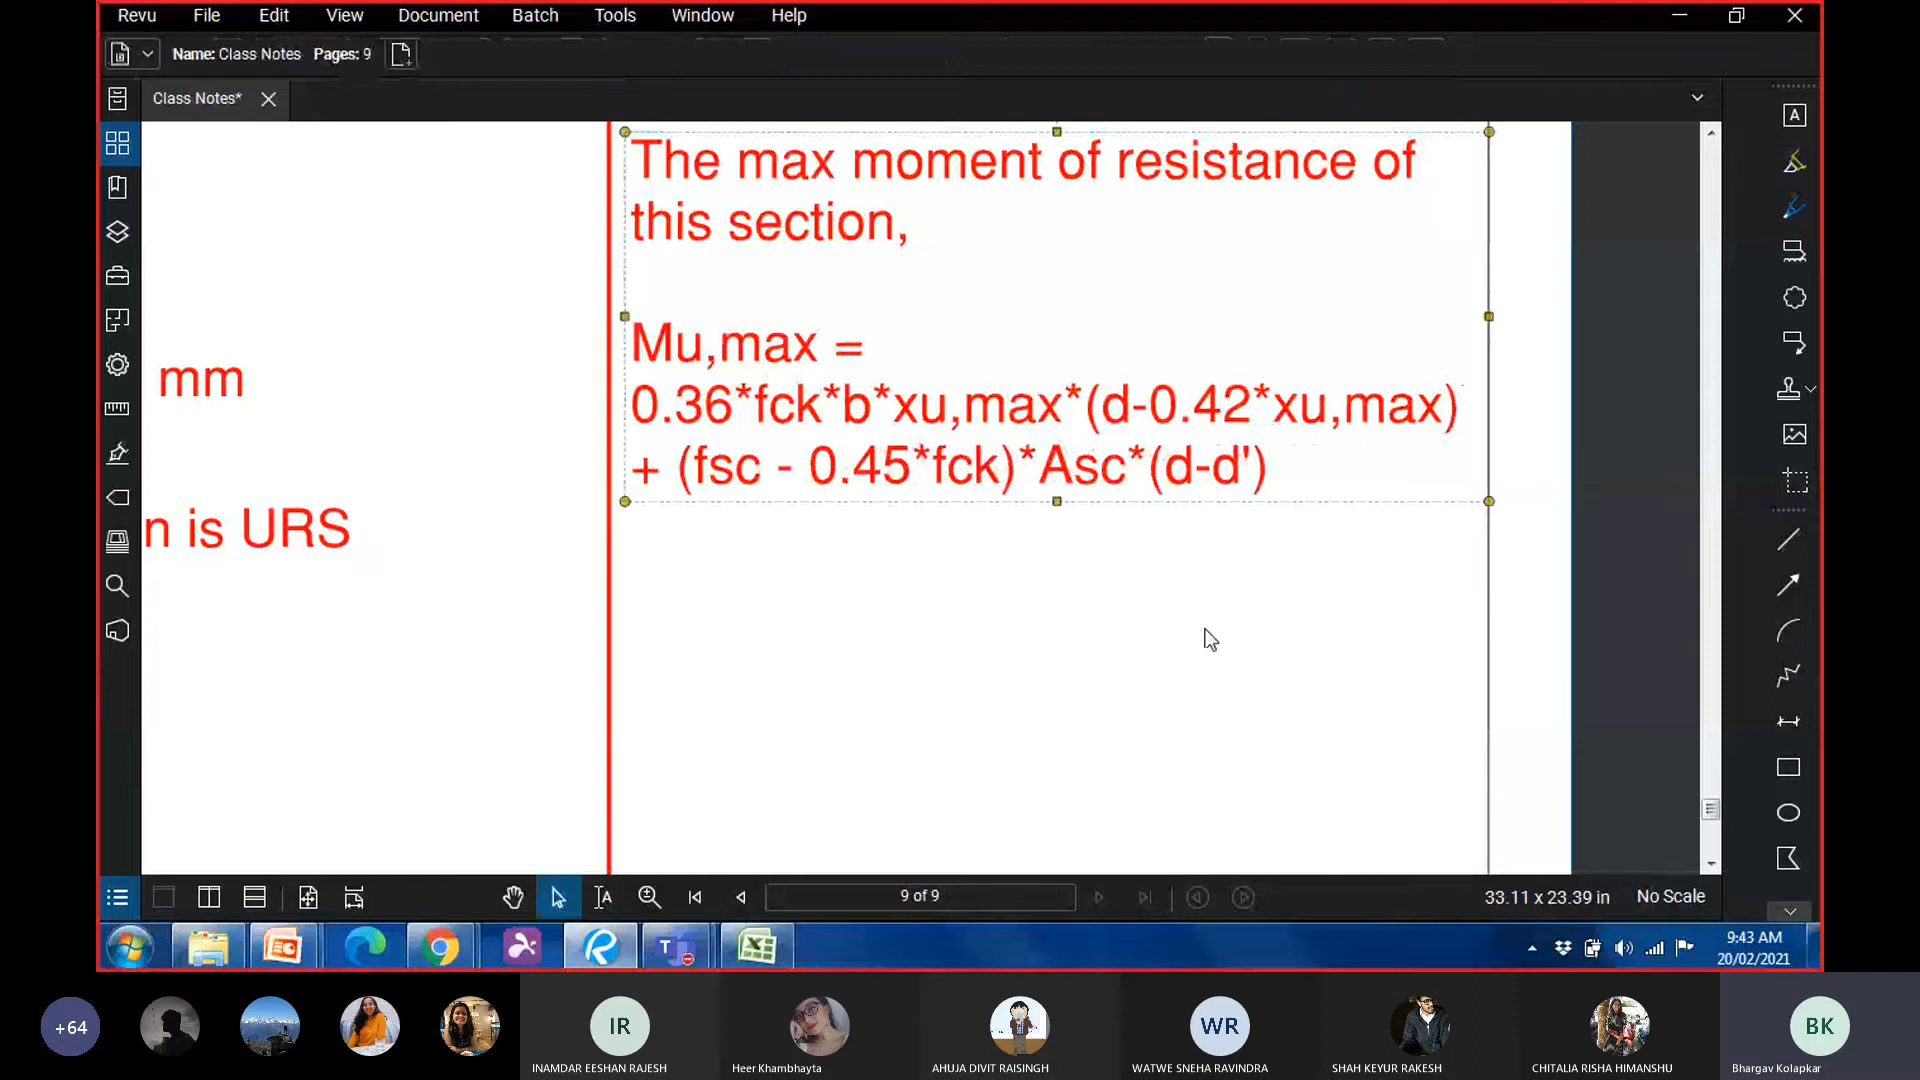 Revu File Edit View Document Batch Tools Window Help
Name: Class Notes Pages: 9
Class Notes*
The max moment of resistance of
this section,
Mu,max =
0.36*fck*b*xu,max*(d-0.42*xu,max)
+ (fsc - 0.45*fck)*Asc*(d-d')
mm
n is URS
9 of 9
33.11 x 23.39 in No Scale
9:43 AM
20/02/2021
+64
IR
WR
BK
INAMDAR EESHAN RAJESH
Heer Khambhayta
AHUJA DIVIT RAISINGH
WATWE SNEHA RAVINDRA
SHAH KEYUR RAKESH
CHITALIA RISHA HIMANSHU
Bhargav Kolapkar